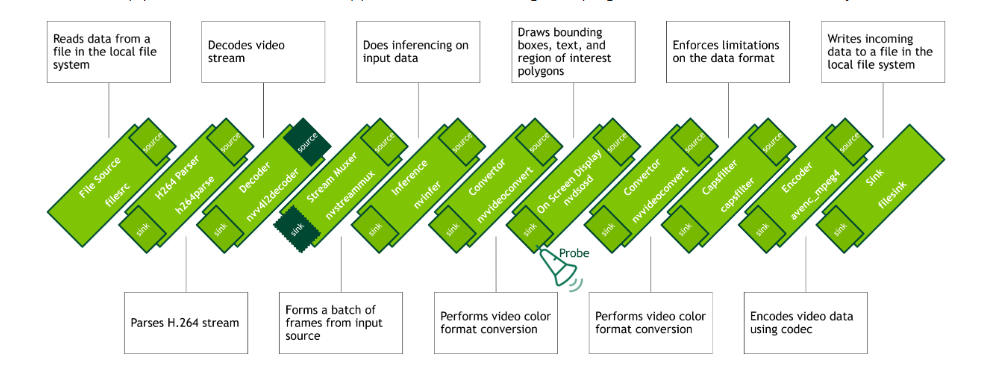 Reads data from a
file in the local file
system
Decodes video
stream
Does inferencing on
input data
Draws bounding
boxes, text, and
region of interest
polygons
Enforces limitations
on the data format
Writes incoming
data to a file in the
local file system
File Source
filesrc
source
H264 Parser
h264parse
sink
source
Decoder
nvv4l2decoder
sink
source
Stream Muxer
nvstreammux
sink
source
Inference
nvinfer
sink
source
Convertor
nvvideoconvert
sink
source
On Screen Display
nvdsosd
sink
source
Convertor
nvvideoconvert
sink
source
Capsfilter
capsfilter
sink
source
Encoder
avenc_mpeg4
sink
source
Sink
filesink
sink
Probe
Parses H.264 stream
Forms a batch of
frames from input
source
Performs video color
format conversion
Performs video color
format conversion
Encodes video data
using codec